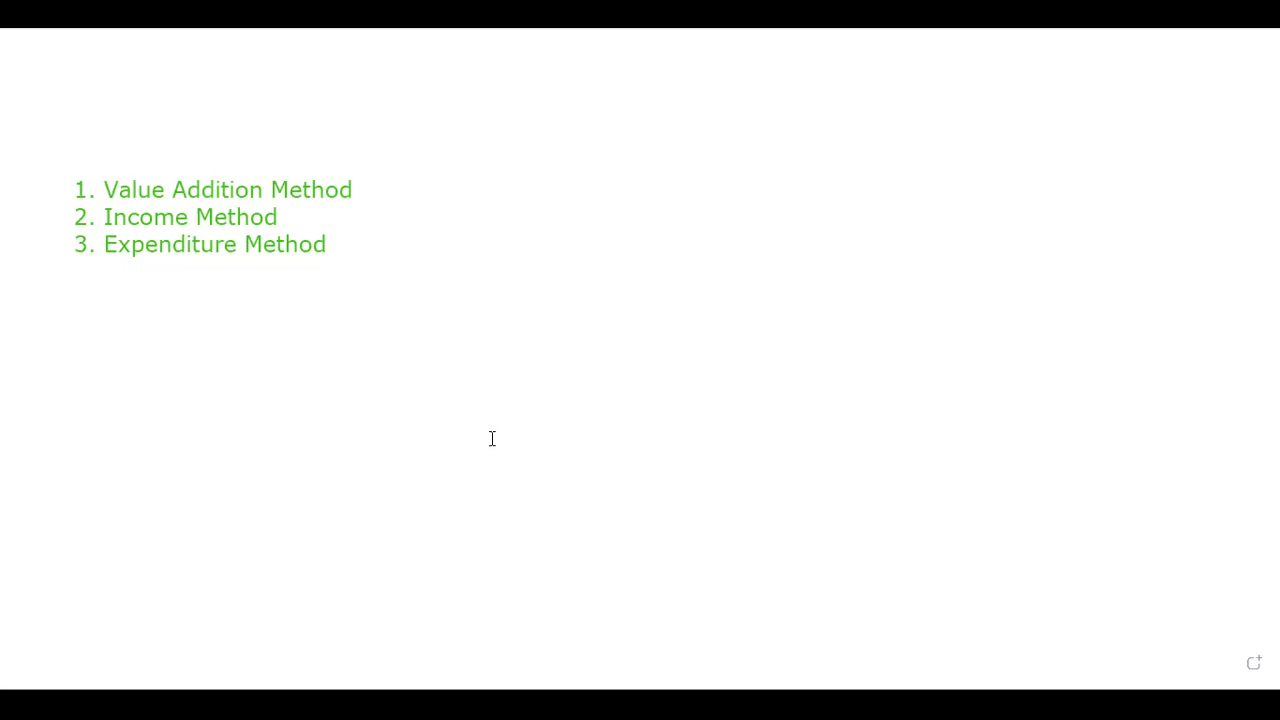 1. Value Addition Method
2. Income Method
3. Expenditure Method